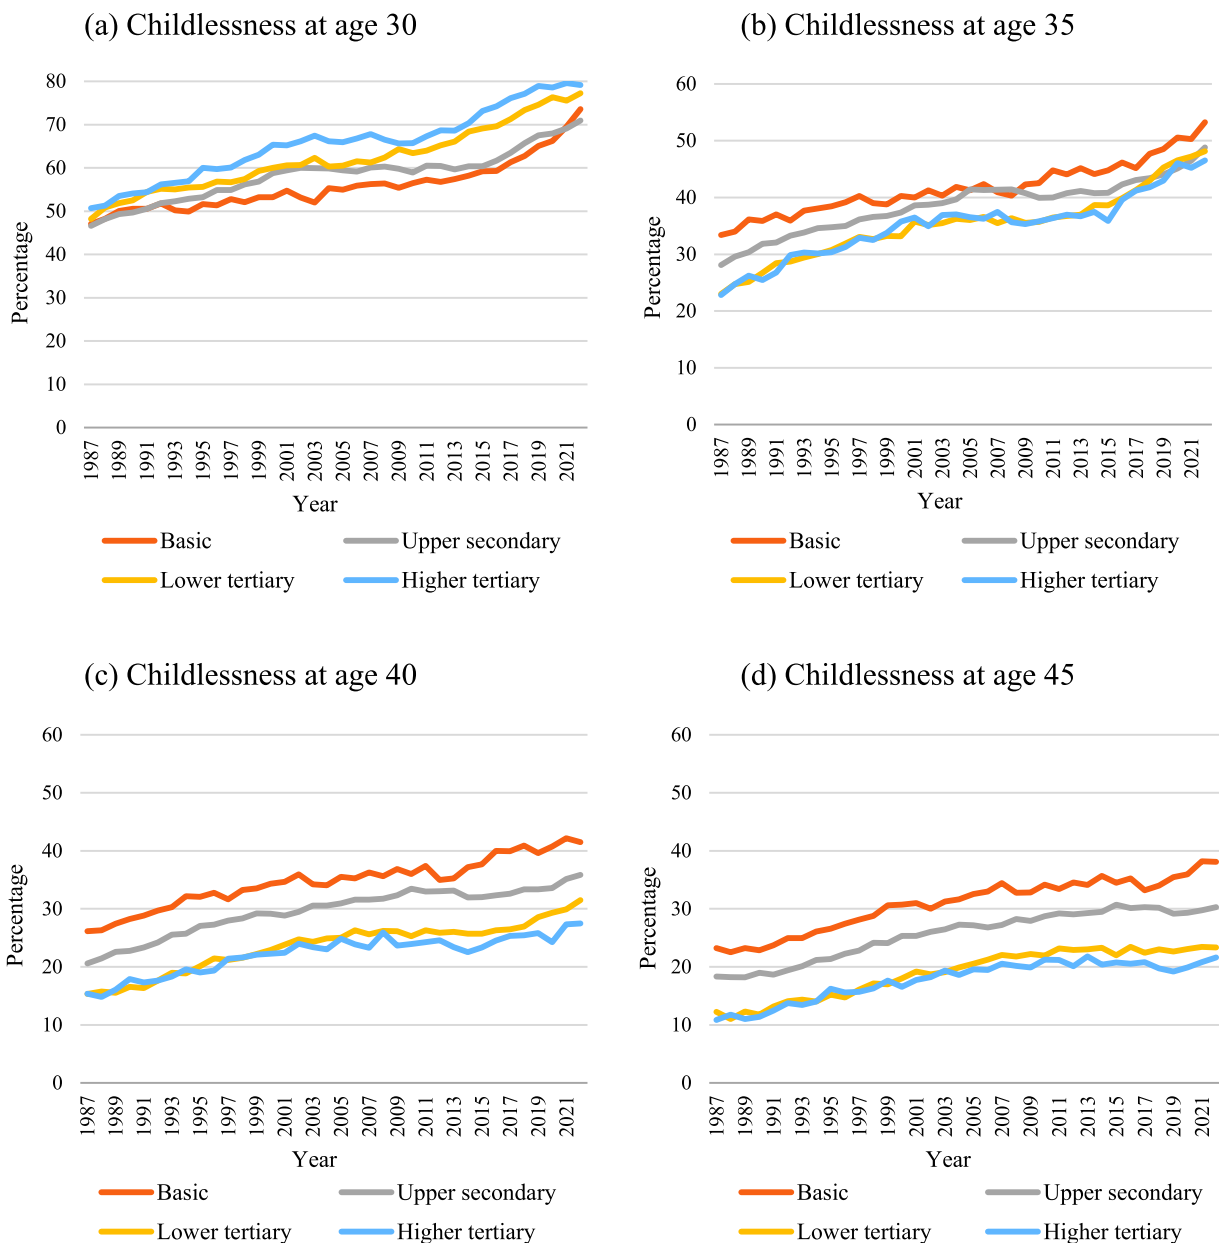 (a) Childlessness at age 30
80
70
60
50
40
30
20
10
0
Percentage
1987 1989 1991 1993 1995 1997 1999 2001 2003 2005 2007 2009 2011 2013 2015 2017 2019 2021
Year
Basic
Upper secondary
Lower tertiary
Higher tertiary
(b) Childlessness at age 35
60
50
40
30
20
10
0
Percentage
1987 1989 1991 1993 1995 1997 1999 2001 2003 2005 2007 2009 2011 2013 2015 2017 2019 2021
Year
Basic
Upper secondary
Lower tertiary
Higher tertiary
(c) Childlessness at age 40
60
50
40
30
20
10
0
Percentage
1987 1989 1991 1993 1995 1997 1999 2001 2003 2005 2007 2009 2011 2013 2015 2017 2019 2021
Year
Basic
Upper secondary
Lower tertiary
Higher tertiary
(d) Childlessness at age 45
60
50
40
30
20
10
0
Percentage
1987 1989 1991 1993 1995 1997 1999 2001 2003 2005 2007 2009 2011 2013 2015 2017 2019 2021
Year
Basic
Upper secondary
Lower tertiary
Higher tertiary